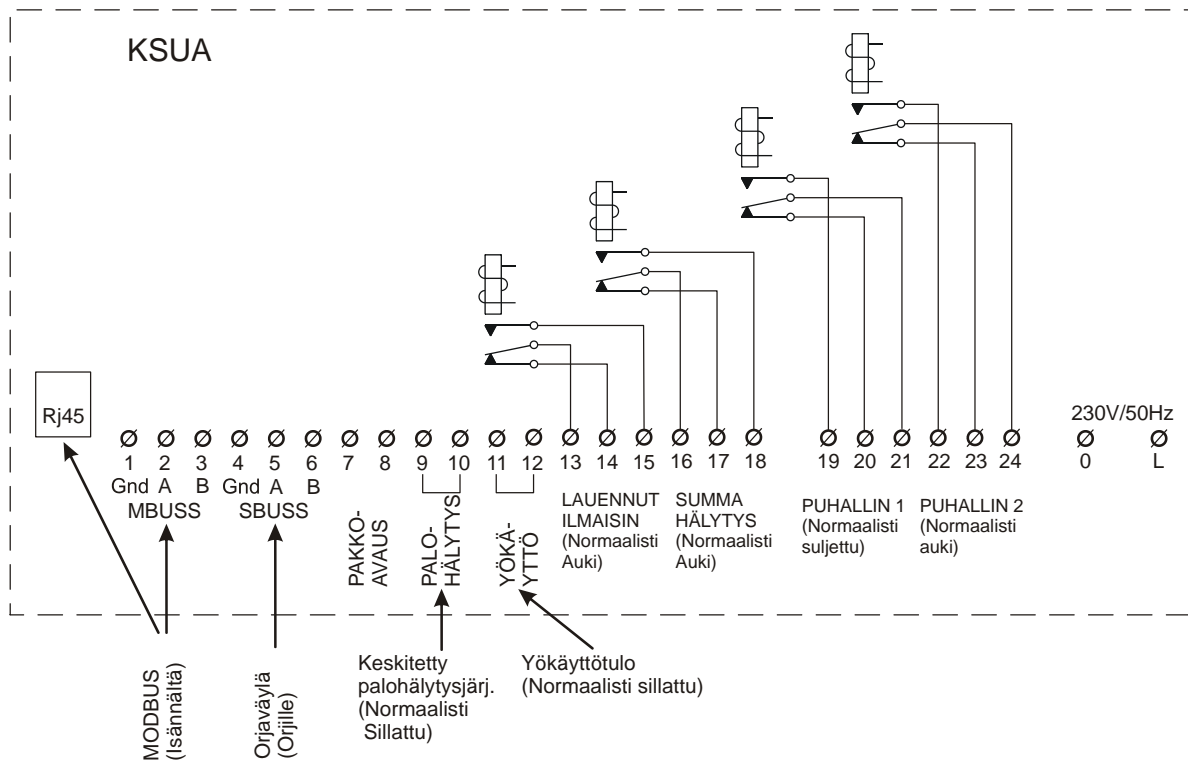 KSUA
Rj45
230V/50Hz
1 2 3 4 5 6 7 8 9 10 11 12 13 14 15 16 17 18 19 20 21 22 23 24 0 L
Gnd A B Gnd A B
MBUSS SBUSS
PAKKO-
AVAUS
PALO-
HÄLYTYS
YÖKÄ-
YTTÖ
LAUENNUT
ILMAISIN
(Normaalisti
Auki)
SUMMA
HÄLYTYS
(Normaalisti
Auki)
PUHALLIN 1
(Normaalisti
suljettu)
PUHALLIN 2
(Normaalisti
auki)
MODBUS
(Isännältä)
Orjaväylä
(Orjille)
Keskitetty
palohälytysjärj.
(Normaalisti
Sillattu)
Yökäyttötulo
(Normaalisti sillattu)